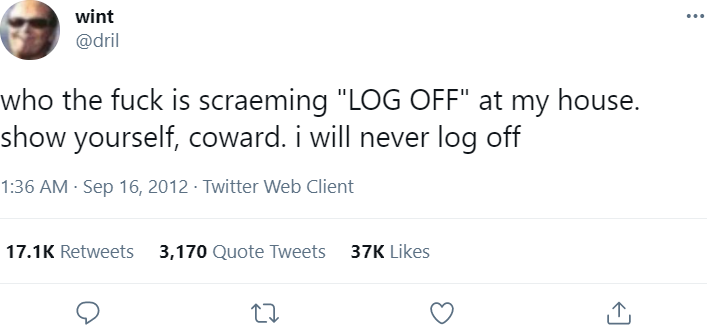 wint
@dril
who the fuck is scraeming "LOG OFF" at my house.
show yourself, coward. i will never log off
1:36 AM · Sep 16, 2012 · Twitter Web Client
17.1K Retweets 3,170 Quote Tweets 37K Likes